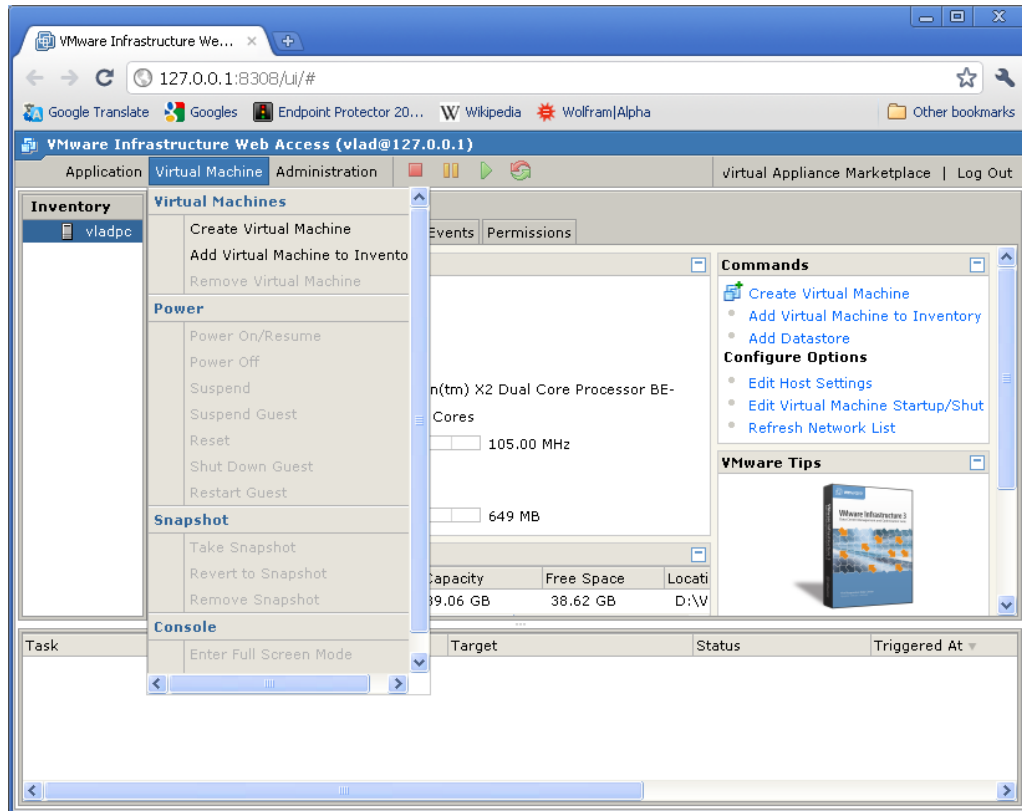 VMware Infrastructure We...
127.0.0.1:8308/ui/#
Google Translate Googles Endpoint Protector 20... W Wikipedia Wolfram|Alpha Other bookmarks
VMware Infrastructure Web Access (vlad@127.0.0.1)
Application Virtual Machine Administration Virtual Appliance Marketplace | Log Out
Inventory
vladpc
Virtual Machines
Create Virtual Machine
Add Virtual Machine to Invento
Remove Virtual Machine
Power
Power On/Resume
Power Off
Suspend
Suspend Guest
Reset
Shut Down Guest
Restart Guest
Snapshot
Take Snapshot
Revert to Snapshot
Remove Snapshot
Console
Enter Full Screen Mode
Events Permissions
n(tm) X2 Dual Core Processor BE-
Cores
105.00 MHz
649 MB
Capacity Free Space Locati
39.06 GB 38.62 GB D:\V
Commands
Create Virtual Machine
Add Virtual Machine to Inventory
Add Datastore
Configure Options
Edit Host Settings
Edit Virtual Machine Startup/Shut
Refresh Network List
VMware Tips
VMware Infrastructure 3
Task Target Status Triggered At